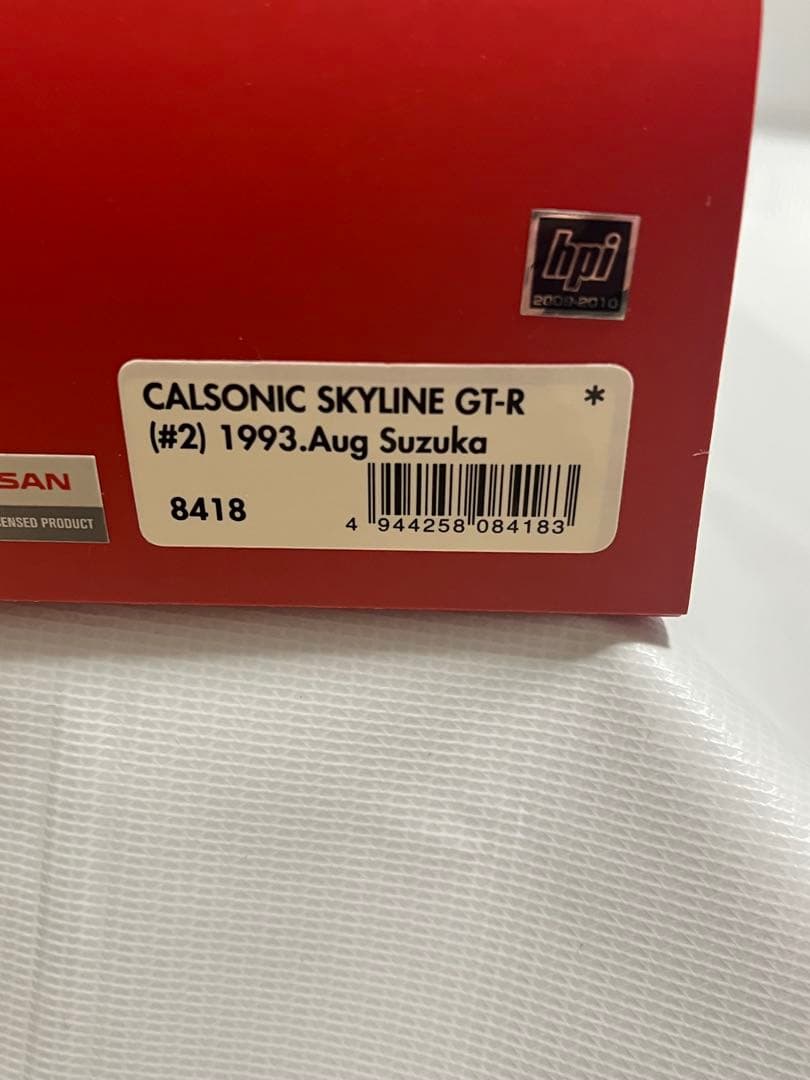 hpi
2009-2010
CALSONIC SKYLINE GT-R *
(#2) 1993.Aug Suzuka
SAN
ENSED PRODUCT
8418
4 944258 084183